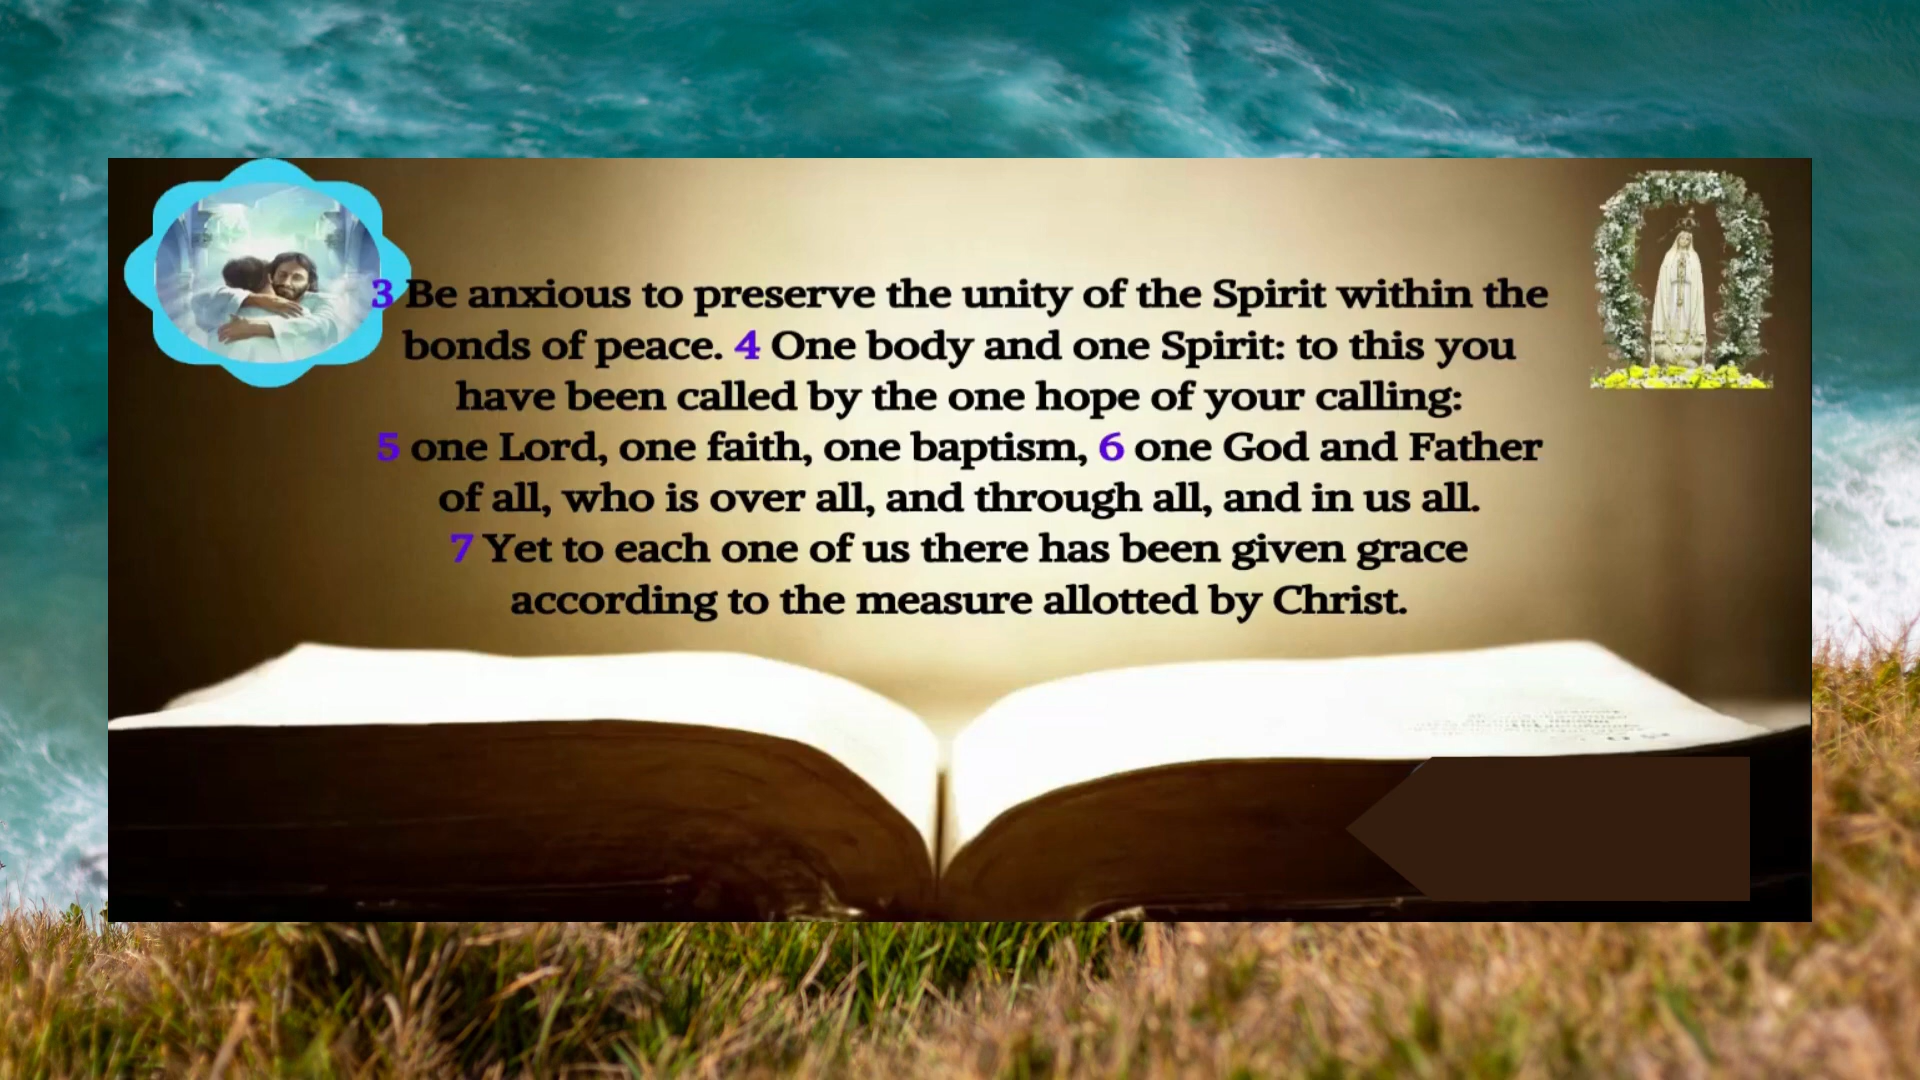 3 Be anxious to preserve the unity of the Spirit within the
bonds of peace. 4 One body and one Spirit: to this you
have been called by the one hope of your calling:
5 one Lord, one faith, one baptism, 6 one God and Father
of all, who is over all, and through all, and in us all.
7 Yet to each one of us there has been given grace
according to the measure allotted by Christ.